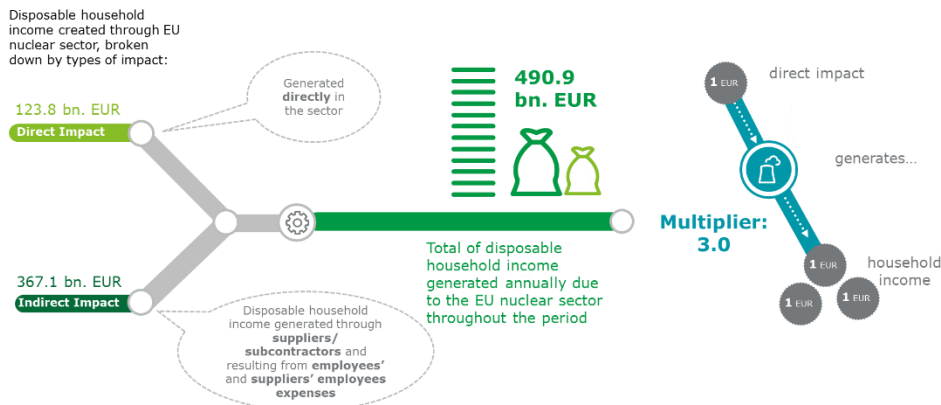 Disposable household
income created through EU
nuclear sector, broken
down by types of impact:
123.8 bn. EUR
Direct Impact
Generated
directly in
the sector
367.1 bn. EUR
Indirect Impact
Disposable household
income generated through
suppliers/
subcontractors and
resulting from employees'
and suppliers' employees
expenses
490.9
bn. EUR
Total of disposable
household income
generated annually due
to the EU nuclear sector
throughout the period
1 EUR
direct impact
generates...
Multiplier:
3.0
household
income
1 EUR
1 EUR
1 EUR